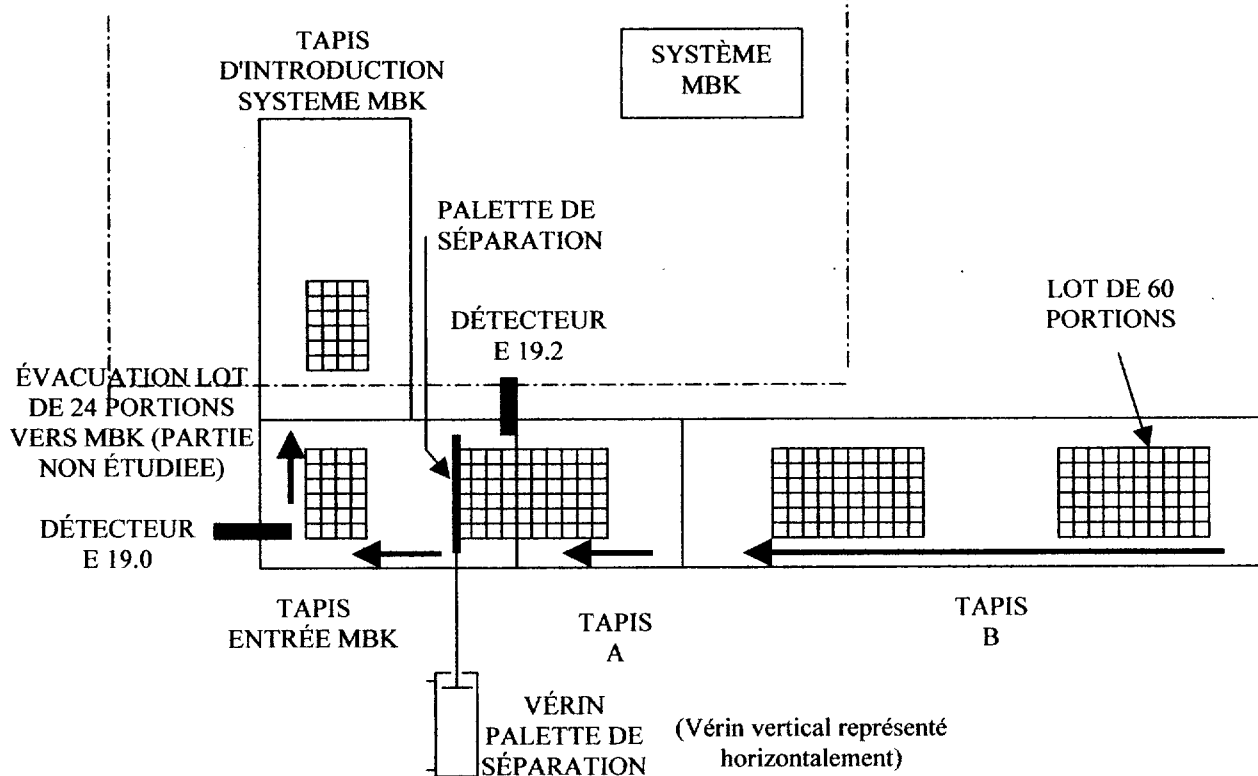 TAPIS
D'INTRODUCTION
SYSTEME MBK
SYSTÈME
MBK
PALETTE DE
SÉPARATION
DÉTECTEUR
E 19.2
LOT DE 60
PORTIONS
ÉVACUATION LOT
DE 24 PORTIONS
VERS MBK (PARTIE
NON ÉTUDIEE)
DÉTECTEUR
E 19.0
TAPIS
ENTRÉE MBK
TAPIS
A
TAPIS
B
VÉRIN
PALETTE DE
SÉPARATION
(Vérin vertical représenté
horizontalement)